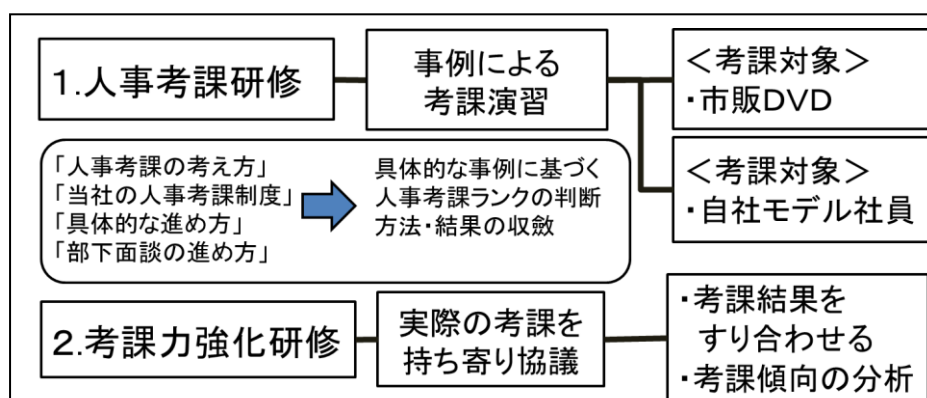 1.人事考課研修
事例による
考課演習
＜考課対象＞
・市販DVD
＜考課対象＞
・自社モデル社員
「人事考課の考え方」
「当社の人事考課制度」
「具体的な進め方」
「部下面談の進め方」
具体的な事例に基づく
人事考課ランクの判断
方法・結果の収斂
2.考課力強化研修
実際の考課を
持ち寄り協議
・考課結果を
すり合わせる
・考課傾向の分析